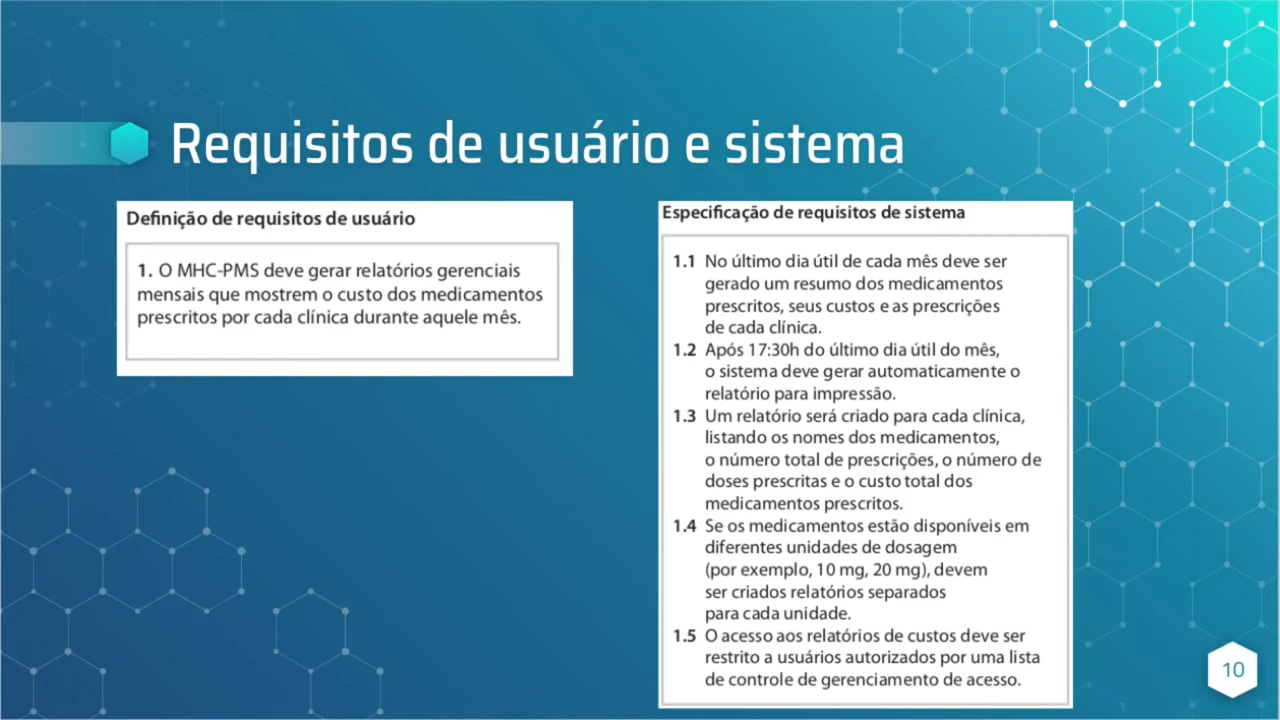 Requisitos de usuário e sistema
Definição de requisitos de usuário
1. O MHC-PMS deve gerar relatórios gerenciais
mensais que mostrem o custo dos medicamentos
prescritos por cada clínica durante aquele mês.
Especificação de requisitos de sistema
1.1 No último dia útil de cada mês deve ser
gerado um resumo dos medicamentos
prescritos, seus custos e as prescrições
de cada clínica.
1.2 Após 17:30h do último dia útil do mês,
o sistema deve gerar automaticamente o
relatório para impressão.
1.3 Um relatório será criado para cada clínica,
listando os nomes dos medicamentos,
o número total de prescrições, o número de
doses prescritas e o custo total dos
medicamentos prescritos.
1.4 Se os medicamentos estão disponíveis em
diferentes unidades de dosagem
(por exemplo, 10 mg, 20 mg), devem
ser criados relatórios separados
para cada unidade.
1.5 O acesso aos relatórios de custos deve ser
restrito a usuários autorizados por uma lista
de controle de gerenciamento de acesso.
10